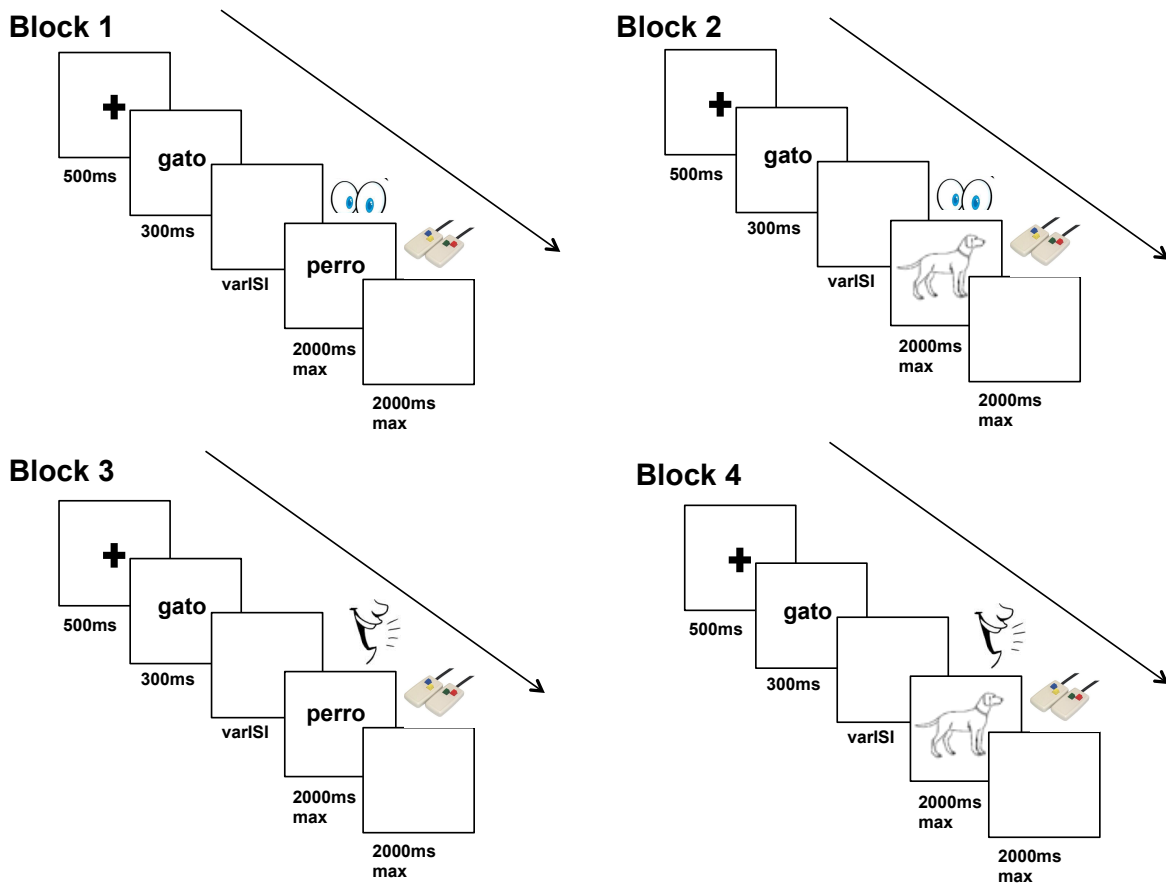 Block 1
500ms
gato
300ms
varISI
perro
2000ms
max
2000ms
max
Block 2
500ms
gato
300ms
varISI
2000ms
max
2000ms
max
Block 3
500ms
gato
300ms
varISI
perro
2000ms
max
2000ms
max
Block 4
500ms
gato
300ms
varISI
2000ms
max
2000ms
max